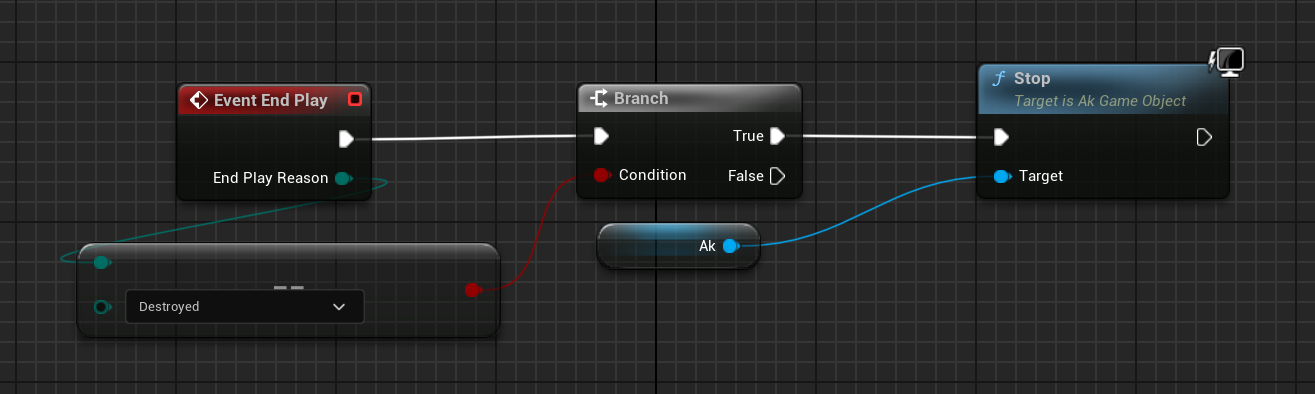 Event End Play
End Play Reason
==
Destroyed
Branch
True
Condition
False
Ak
f Stop
Target is Ak Game Object
Target